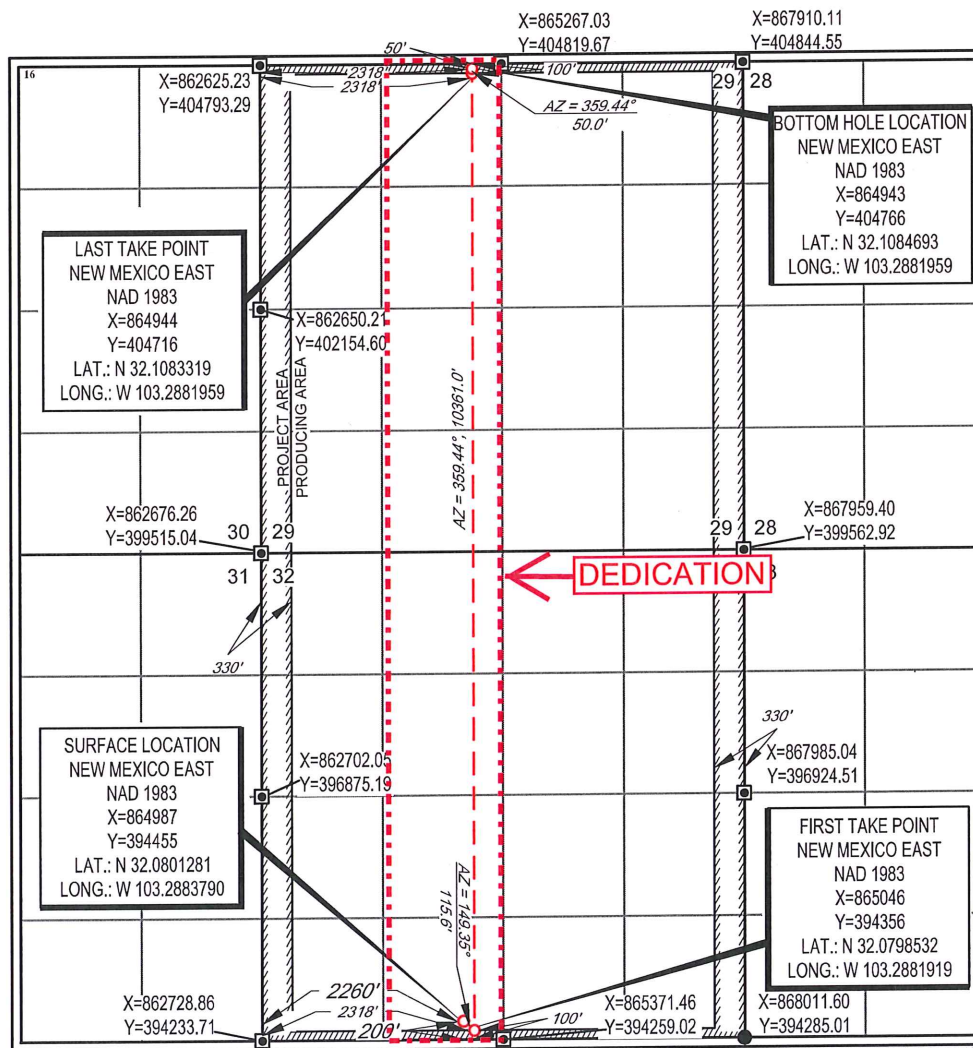 X=865267.03
Y=404819.67
X=867910.11
Y=404844.55
16
50'
2318'
2318'
100'
29 28
X=862625.23
Y=404793.29
AZ = 359.44°
50.0'
BOTTOM HOLE LOCATION
NEW MEXICO EAST
NAD 1983
X=864943
Y=404766
LAT.: N 32.1084693
LONG.: W 103.2881959
LAST TAKE POINT
NEW MEXICO EAST
NAD 1983
X=864944
Y=404716
LAT.: N 32.1083319
LONG.: W 103.2881959
X=862650.21
Y=402154.60
PROJECT AREA
PRODUCING AREA
AZ = 359.44°, 10361.0'
X=862676.26
Y=399515.04
30 29
31 32
29 28
X=867959.40
Y=399562.92
DEDICATION
330'
SURFACE LOCATION
NEW MEXICO EAST
NAD 1983
X=864987
Y=394455
LAT.: N 32.0801281
LONG.: W 103.2883790
X=862702.05
Y=396875.19
330'
X=867985.04
Y=396924.51
FIRST TAKE POINT
NEW MEXICO EAST
NAD 1983
X=865046
Y=394356
LAT.: N 32.0798532
LONG.: W 103.2881919
AZ = 149.35°
115.6'
X=862728.86
Y=394233.71
2260'
2318'
200'
100'
X=865371.46
Y=394259.02
X=868011.60
Y=394285.01